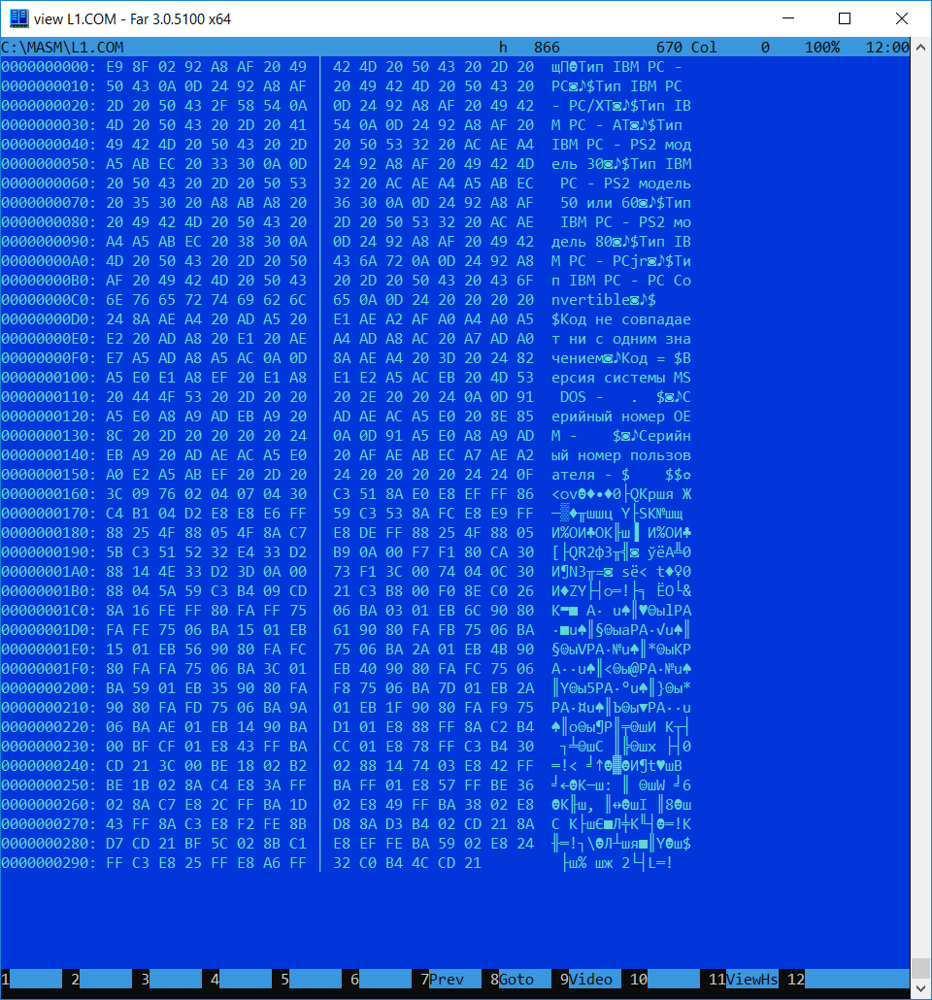 view L1.COM - Far 3.0.5100 x64
C:\MASM\L1.COM h 866 670 Col 0 100% 12:00
0000000000: E9 8F 02 92 A8 AF 20 49 │ 42 4D 20 50 43 20 2D 20 щП☻Тип IBM PC -
0000000010: 50 43 0A 0D 24 92 A8 AF │ 20 49 42 4D 20 50 43 20 PC◙♪$Тип IBM PC
0000000020: 2D 20 50 43 2F 58 54 0A │ 0D 24 92 A8 AF 20 49 42 - PC/XT◙♪$Тип IB
0000000030: 4D 20 50 43 20 2D 20 41 │ 54 0A 0D 24 92 A8 AF 20 M PC - AT◙♪$Тип
0000000040: 49 42 4D 20 50 43 20 2D │ 20 50 53 32 20 AC AE A4 IBM PC - PS2 мод
0000000050: A5 AB EC 20 33 30 0A 0D │ 24 92 A8 AF 20 49 42 4D ель 30◙♪$Тип IBM
0000000060: 20 50 43 20 2D 20 50 53 │ 32 20 AC AE A4 A5 AB EC PC - PS2 модель
0000000070: 20 35 30 20 A8 AB A8 20 │ 36 30 0A 0D 24 92 A8 AF 50 или 60◙♪$Тип
0000000080: 20 49 42 4D 20 50 43 20 │ 2D 20 50 53 32 20 AC AE IBM PC - PS2 мо
0000000090: A4 A5 AB EC 20 38 30 0A │ 0D 24 92 A8 AF 20 49 42 дель 80◙♪$Тип IB
00000000A0: 4D 20 50 43 20 2D 20 50 │ 43 6A 72 0A 0D 24 92 A8 M PC - PCjr◙♪$Ти
00000000B0: AF 20 49 42 4D 20 50 43 │ 20 2D 20 50 43 20 43 6F п IBM PC - PC Co
00000000C0: 6E 76 65 72 74 69 62 6C │ 65 0A 0D 24 20 20 20 20 nvertible◙♪$
00000000D0: 24 8A AE A4 20 AD A5 20 │ E1 AE A2 AF A0 A4 A0 A5 $Код не совпадае
00000000E0: E2 20 AD A8 20 E1 20 AE │ A4 AD A8 AC 20 A7 AD A0 т ни с одним зна
00000000F0: E7 A5 AD A8 A5 AC 0A 0D │ 8A AE A4 20 3D 20 24 82 чением◙♪Код = $В
0000000100: A5 E0 E1 A8 EF 20 E1 A8 │ E1 E2 A5 AC EB 20 4D 53 ерсия системы MS
0000000110: 20 44 4F 53 20 2D 20 20 │ 20 2E 20 20 24 0A 0D 91 DOS - . $◙♪С
0000000120: A5 E0 A8 A9 AD EB A9 20 │ AD AE AC A5 E0 20 8E 85 ерийный номер ОЕ
0000000130: 8C 20 2D 20 20 20 20 24 │ 0A 0D 91 A5 E0 A8 A9 AD М - $◙♪Серийн
0000000140: EB A9 20 AD AE AC A5 E0 │ 20 AF AE AB EC A7 AE A2 ый номер пользов
0000000150: A0 E2 A5 AB EF 20 2D 20 │ 24 20 20 20 20 24 24 0F ателя - $ $$☼
0000000160: 3C 09 76 02 04 07 04 30 │ C3 51 8A E0 E8 EF FF 86 <○v☻♦•♦0├QКршя Ж
0000000170: C4 B1 04 D2 E8 E8 E6 FF │ 59 C3 53 8A FC E8 E9 FF ─▒♦╥шшц Y├SК№шщ
0000000180: 88 25 4F 88 05 4F 8A C7 │ E8 DE FF 88 25 4F 88 05 И%OИ♣OК╟ш▐ И%OИ♣
0000000190: 5B C3 51 52 32 E4 33 D2 │ B9 0A 00 F7 F1 80 CA 30 [├QR2ф3╥╣◙ ўёА╩0
00000001A0: 88 14 4E 33 D2 3D 0A 00 │ 73 F1 3C 00 74 04 0C 30 И¶N3╥=◙ sё< t♦♀0
00000001B0: 88 04 5A 59 C3 B4 09 CD │ 21 C3 B8 00 F0 8E C0 26 И♦ZY├┤○═!├╕ ЁО└&
00000001C0: 8A 16 FE FF 80 FA FF 75 │ 06 BA 03 01 EB 6C 90 80 К▬■ А· u♠║♥☺ыlРА
00000001D0: FA FE 75 06 BA 15 01 EB │ 61 90 80 FA FB 75 06 BA ·■u♠║§☺ыaРА·√u♠║
00000001E0: 15 01 EB 56 90 80 FA FC │ 75 06 BA 2A 01 EB 4B 90 §☺ыVРА·№u♠║*☺ыKР
00000001F0: 80 FA FA 75 06 BA 3C 01 │ EB 40 90 80 FA FC 75 06 А··u♠║<☺ы@РА·№u♠
0000000200: BA 59 01 EB 35 90 80 FA │ F8 75 06 BA 7D 01 EB 2A ║Y☺ы5РА·°u♠║}☺ы*
0000000210: 90 80 FA FD 75 06 BA 9A │ 01 EB 1F 90 80 FA F9 75 РА·¤u♠║Ъ☺ы▼РА·∙u
0000000220: 06 BA AE 01 EB 14 90 BA │ D1 01 E8 88 FF 8A C2 B4 ♠║о☺ы¶Р║╤☺шИ К┬┤
0000000230: 00 BF CF 01 E8 43 FF BA │ CC 01 E8 78 FF C3 B4 30 ┐╧☺шC ║╠☺шx ├┤0
0000000240: CD 21 3C 00 BE 18 02 B2 │ 02 88 14 74 03 E8 42 FF ═!< ╛↑☻▓☻И¶t♥шB
0000000250: BE 1B 02 8A C4 E8 3A FF │ BA FF 01 E8 57 FF BE 36 ╛←☻К─ш: ║ ☺шW ╛6
0000000260: 02 8A C7 E8 2C FF BA 1D │ 02 E8 49 FF BA 38 02 E8 ☻К╟ш, ║↔☻шI ║8☻ш
0000000270: 43 FF 8A C3 E8 F2 FE 8B │ D8 8A D3 B4 02 CD 21 8A C К├шЄ■Л╪К╙┤☻═!К
0000000280: D7 CD 21 BF 5C 02 8B C1 │ E8 EF FE BA 59 02 E8 24 ╫═!┐\☻Л┴шя■║Y☻ш$
0000000290: FF C3 E8 25 FF E8 A6 FF │ 32 C0 B4 4C CD 21 ├ш% шж 2└┤L═!
1 2 3 4 5 6 7Prev 8Goto 9Video 10 11ViewHs 12